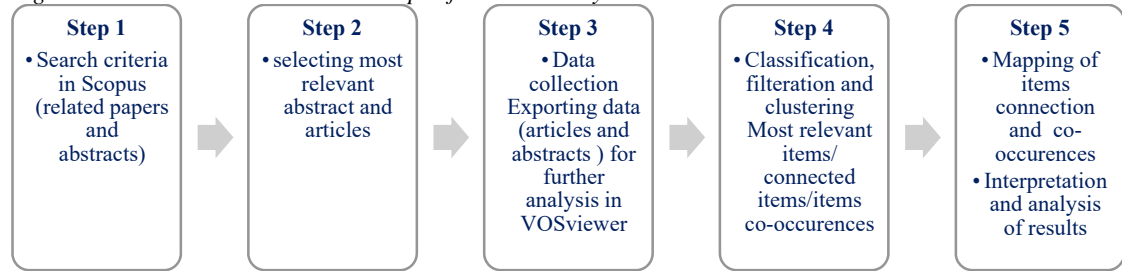 Step 1
• Search criteria
in Scopus
(related papers
and
abstracts)
Step 2
• selecting most
relevant
abstract and
articles
Step 3
• Data
collection
Exporting data
(articles and
abstracts ) for
further
analysis in
VOSviewer
Step 4
• Classification,
filteration and
clustering
Most relevant
items/
connected
items/items
co-occurences
Step 5
• Mapping of
items
connection
and co-
occurences
• Interpretation
and analysis
of results